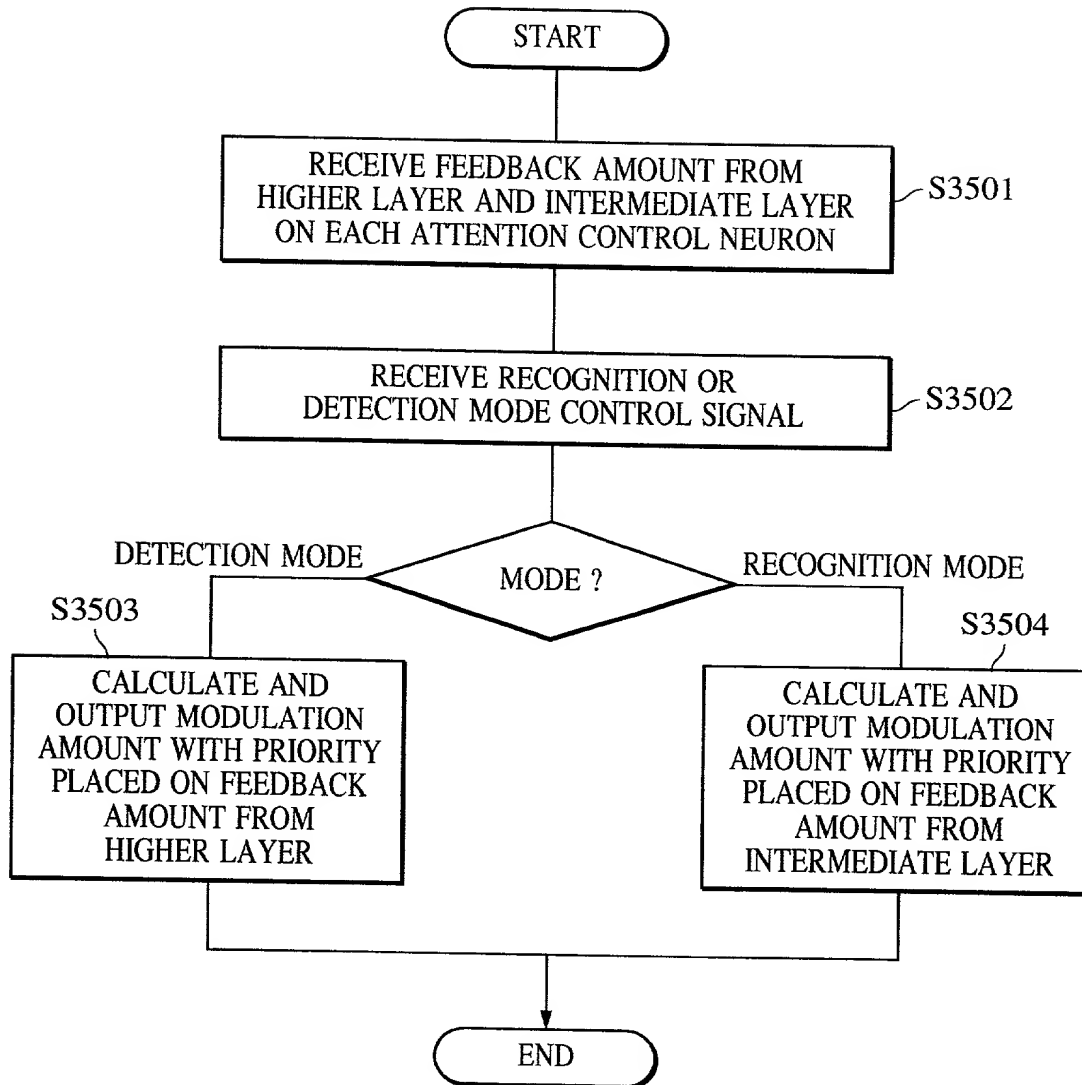 START
RECEIVE FEEDBACK AMOUNT FROM
HIGHER LAYER AND INTERMEDIATE LAYER
ON EACH ATTENTION CONTROL NEURON
S3501
RECEIVE RECOGNITION OR
DETECTION MODE CONTROL SIGNAL
S3502
DETECTION MODE
MODE ?
RECOGNITION MODE
S3503
CALCULATE AND
OUTPUT MODULATION
AMOUNT WITH PRIORITY
PLACED ON FEEDBACK
AMOUNT FROM
HIGHER LAYER
S3504
CALCULATE AND
OUTPUT MODULATION
AMOUNT WITH PRIORITY
PLACED ON FEEDBACK
AMOUNT FROM
INTERMEDIATE LAYER
END